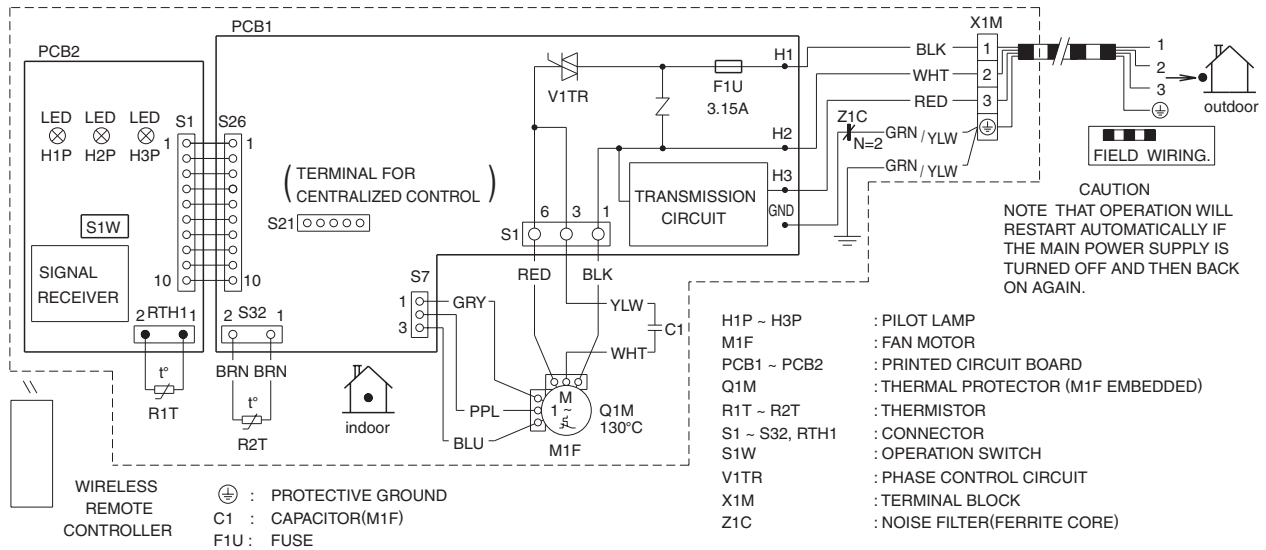 PCB1
X1M
PCB2
H1
BLK
1
1
V1TR
F1U
3.15A
WHT
2
2
RED
3
3
outdoor
LED LED LED
H1P H2P H3P
S1 S26
1 1
Z1C
N=2
GRN/YLW
H2
GRN/YLW
FIELD WIRING.
(TERMINAL FOR
CENTRALIZED CONTROL)
S21
TRANSMISSION
CIRCUIT
H3
GND
CAUTION
NOTE THAT OPERATION WILL
RESTART AUTOMATICALLY IF
THE MAIN POWER SUPPLY IS
TURNED OFF AND THEN BACK
ON AGAIN.
S1W
6 3 1
S1
SIGNAL
RECEIVER
10 10
RED BLK
S7
1
3
GRY
YLW
C1
WHT
2 RTH1 1
2 S32 1
BRN BRN
t°
R1T
t°
R2T
indoor
PPL
BLU
M
1 ~
Q1M
130°C
M1F
H1P ~ H3P : PILOT LAMP
M1F : FAN MOTOR
PCB1 ~ PCB2 : PRINTED CIRCUIT BOARD
Q1M : THERMAL PROTECTOR (M1F EMBEDDED)
R1T ~ R2T : THERMISTOR
S1 ~ S32, RTH1 : CONNECTOR
S1W : OPERATION SWITCH
V1TR : PHASE CONTROL CIRCUIT
X1M : TERMINAL BLOCK
Z1C : NOISE FILTER(FERRITE CORE)
WIRELESS
REMOTE
CONTROLLER
: PROTECTIVE GROUND
C1 : CAPACITOR(M1F)
F1U : FUSE